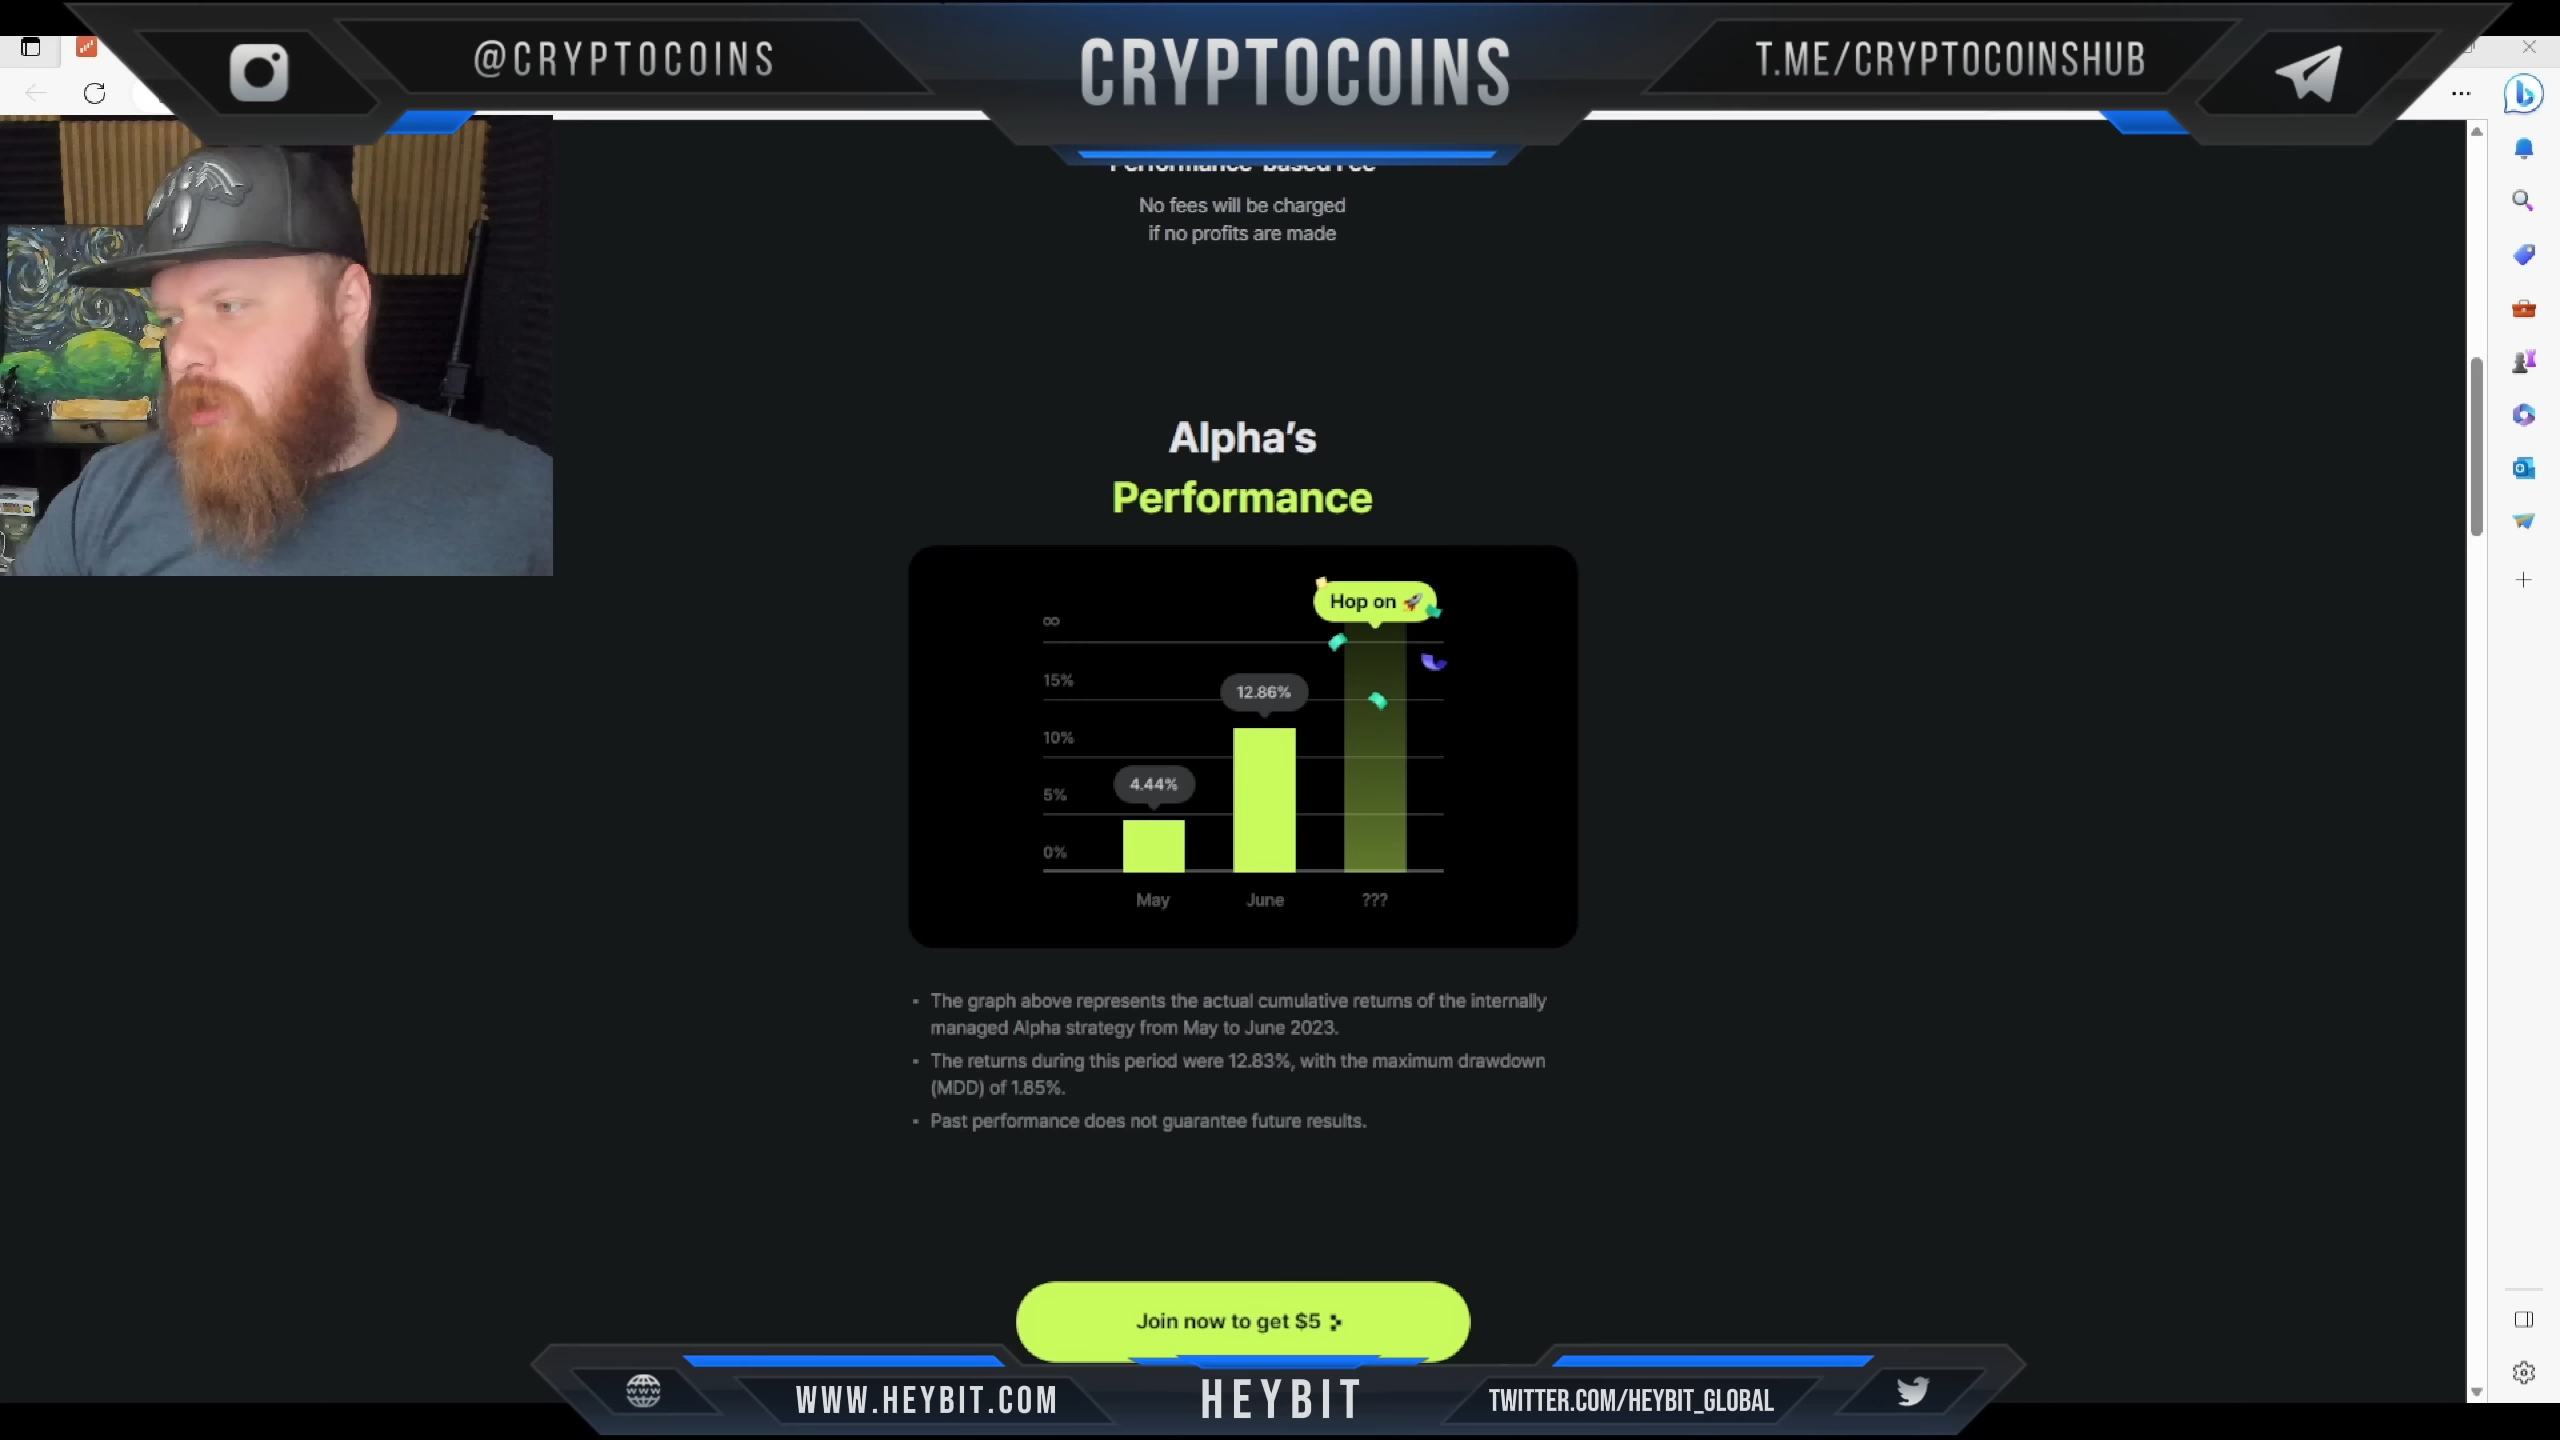 @CRYPTOCOINS
CRYPTOCOINS
T.ME/CRYPTOCOINSHUB
Performance-based Fee
No fees will be charged
if no profits are made
Alpha's
Performance
Hop on 🚀
∞
15%
12.86%
10%
4.44%
5%
0%
May
June
???
▪ The graph above represents the actual cumulative returns of the internally
managed Alpha strategy from May to June 2023.
▪ The returns during this period were 12.83%, with the maximum drawdown
(MDD) of 1.85%.
▪ Past performance does not guarantee future results.
Join now to get $5
WWW
WWW.HEYBIT.COM
HEYBIT
TWITTER.COM/HEYBIT_GLOBAL